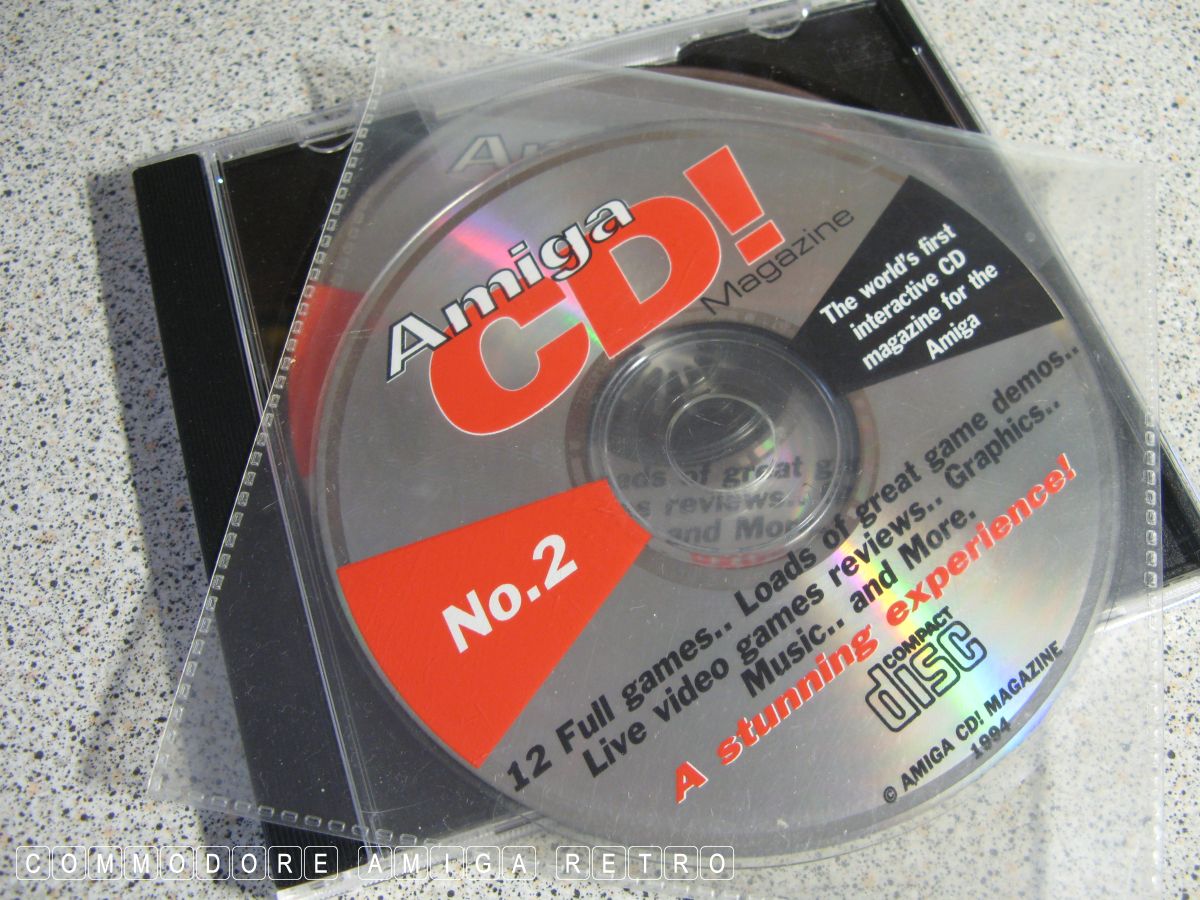 Amiga
CD!
Magazine
The world's first
interactive CD
magazine for the
Amiga
No.2
12 Full games.. Loads of great game demos..
Live video games reviews.. Graphics..
Music.. and More.
A stunning experience!
COMPACT
disc
© AMIGA CD! MAGAZINE
1994
COMMODORE AMIGA RETRO